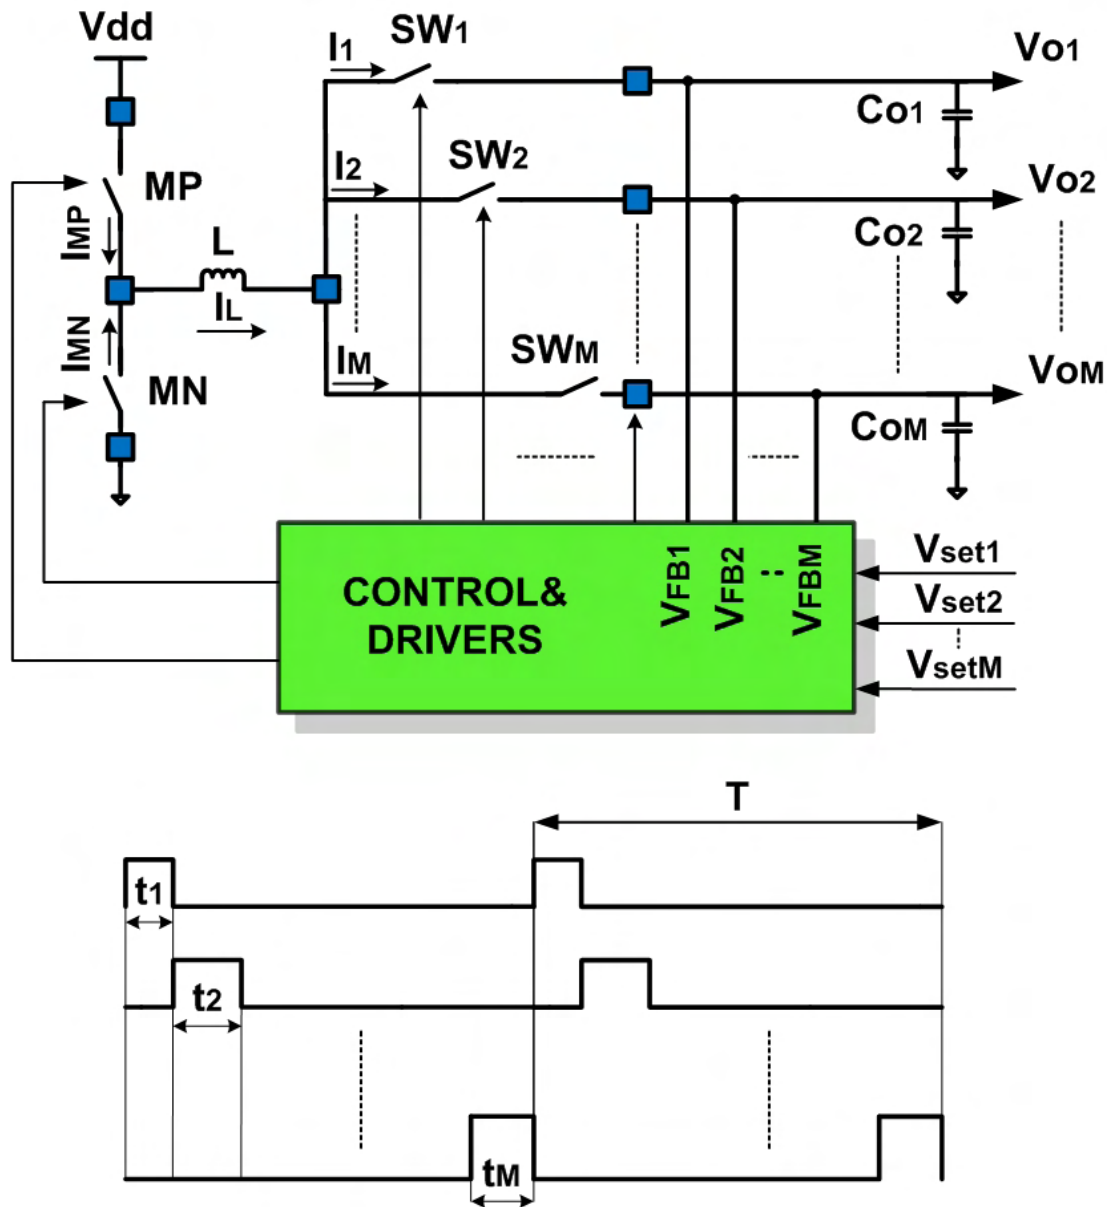 Vdd
I1
SW1
Vo1
Co1
MP
I2
SW2
Vo2
IMP
L
Co2
IL
IMN
IM
SWM
VoM
MN
CoM
CONTROL&
DRIVERS
VFB1
VFB2
VFBM
Vset1
Vset2
VsetM
T
t1
t2
tM